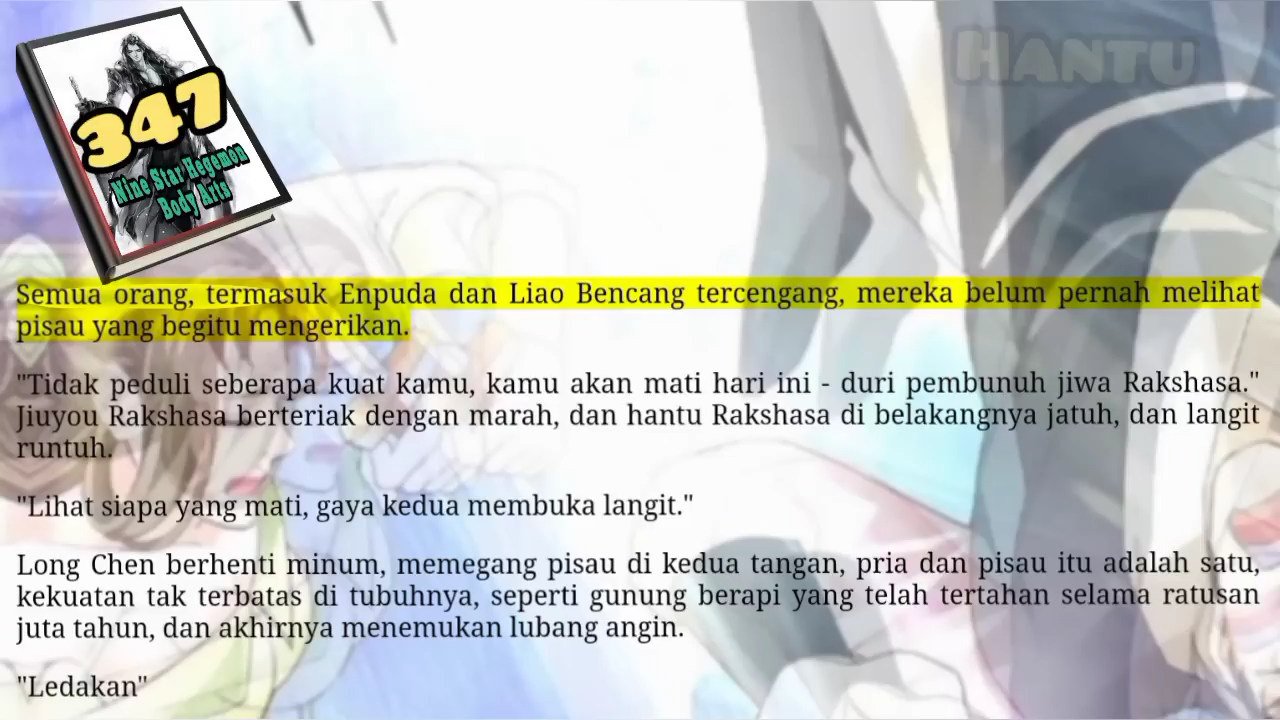 HANTU
347
Nine Star Hegemon
Body Arts
Semua orang, termasuk Enpuda dan Liao Bencang tercengang, mereka belum pernah melihat
pisau yang begitu mengerikan.
"Tidak peduli seberapa kuat kamu, kamu akan mati hari ini - duri pembunuh jiwa Rakshasa."
Jiuyou Rakshasa berteriak dengan marah, dan hantu Rakshasa di belakangnya jatuh, dan langit
runtuh.
"Lihat siapa yang mati, gaya kedua membuka langit."
Long Chen berhenti minum, memegang pisau di kedua tangan, pria dan pisau itu adalah satu,
kekuatan tak terbatas di tubuhnya, seperti gunung berapi yang telah tertahan selama ratusan
juta tahun, dan akhirnya menemukan lubang angin.
"Ledakan"